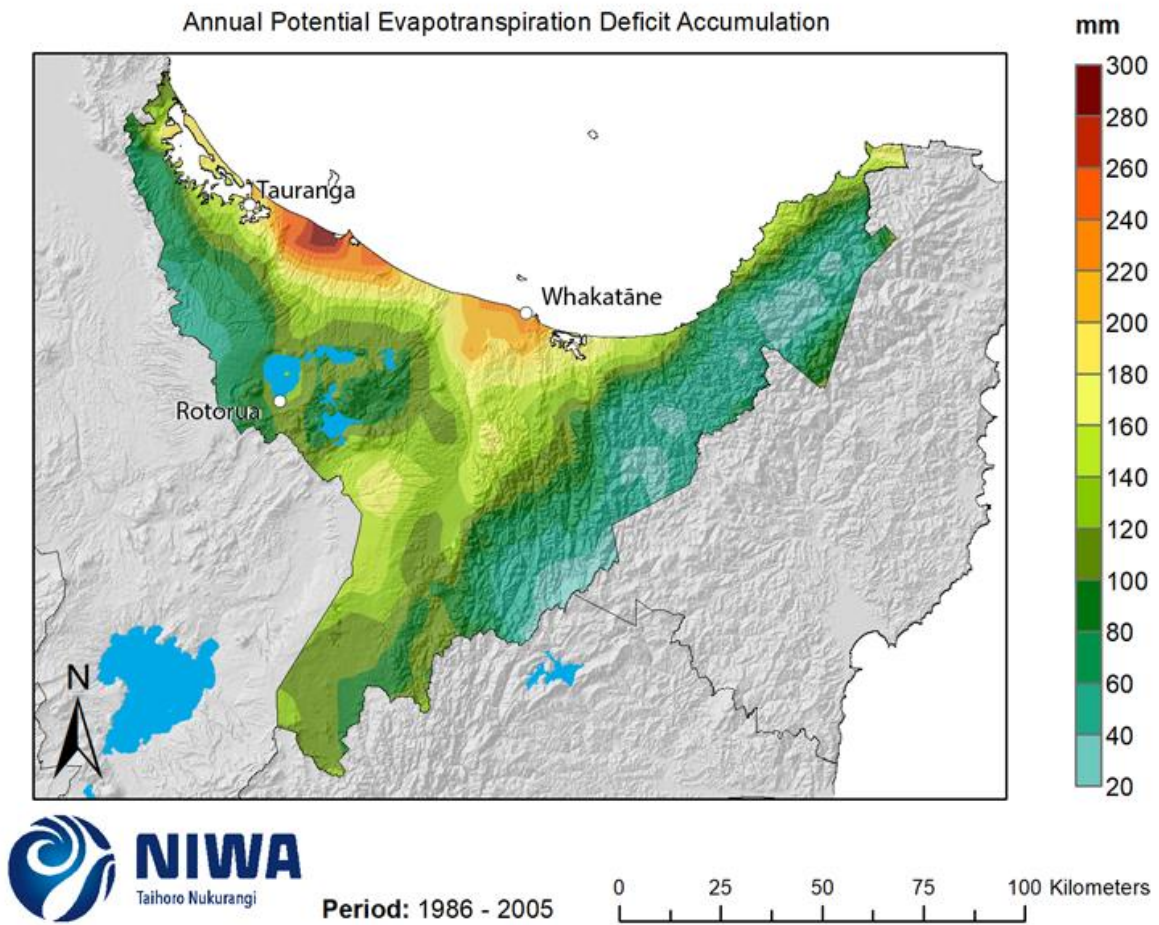 Annual Potential Evapotranspiration Deficit Accumulation
mm
300
280
260
240
220
200
180
160
140
120
100
80
60
40
20
Tauranga
Whakatāne
Rotorua
N
NIWA
Taihoro Nukurangi
Period: 1986 - 2005
0 25 50 75 100 Kilometers